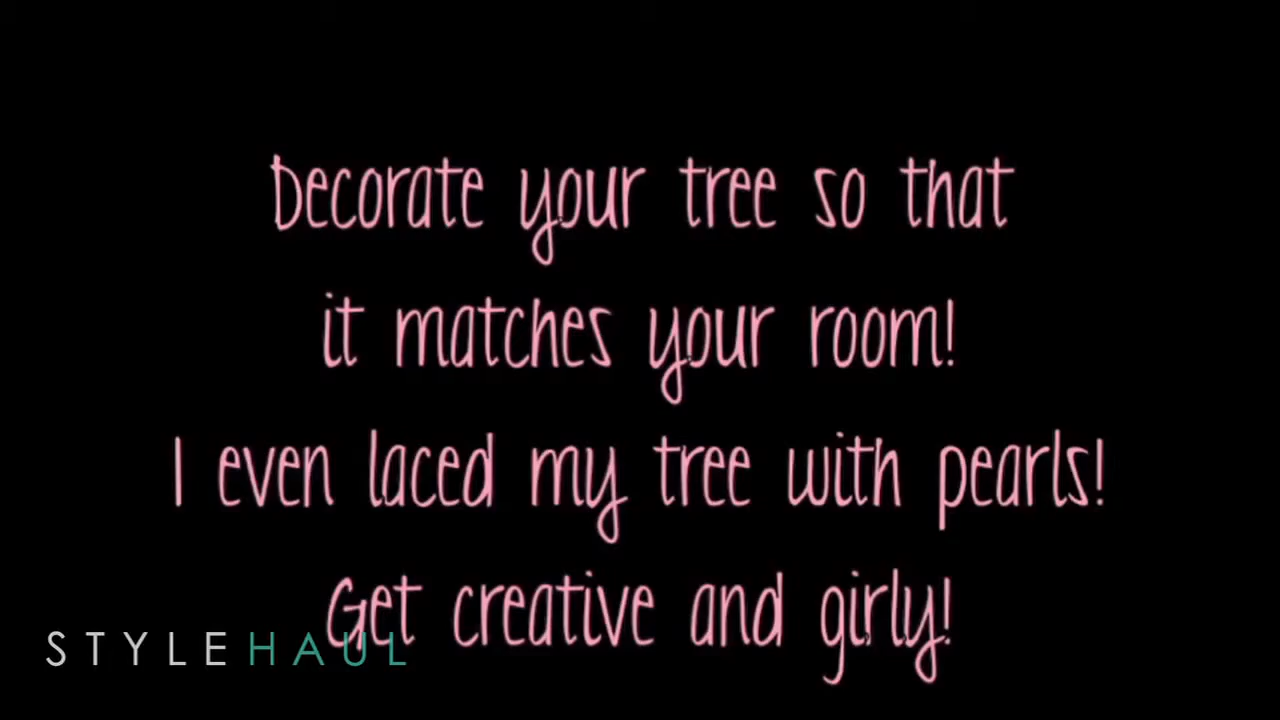 Decorate your tree so that
it matches your room!
I even laced my tree with pearls!
Get creative and girly!
STYLEHAUL